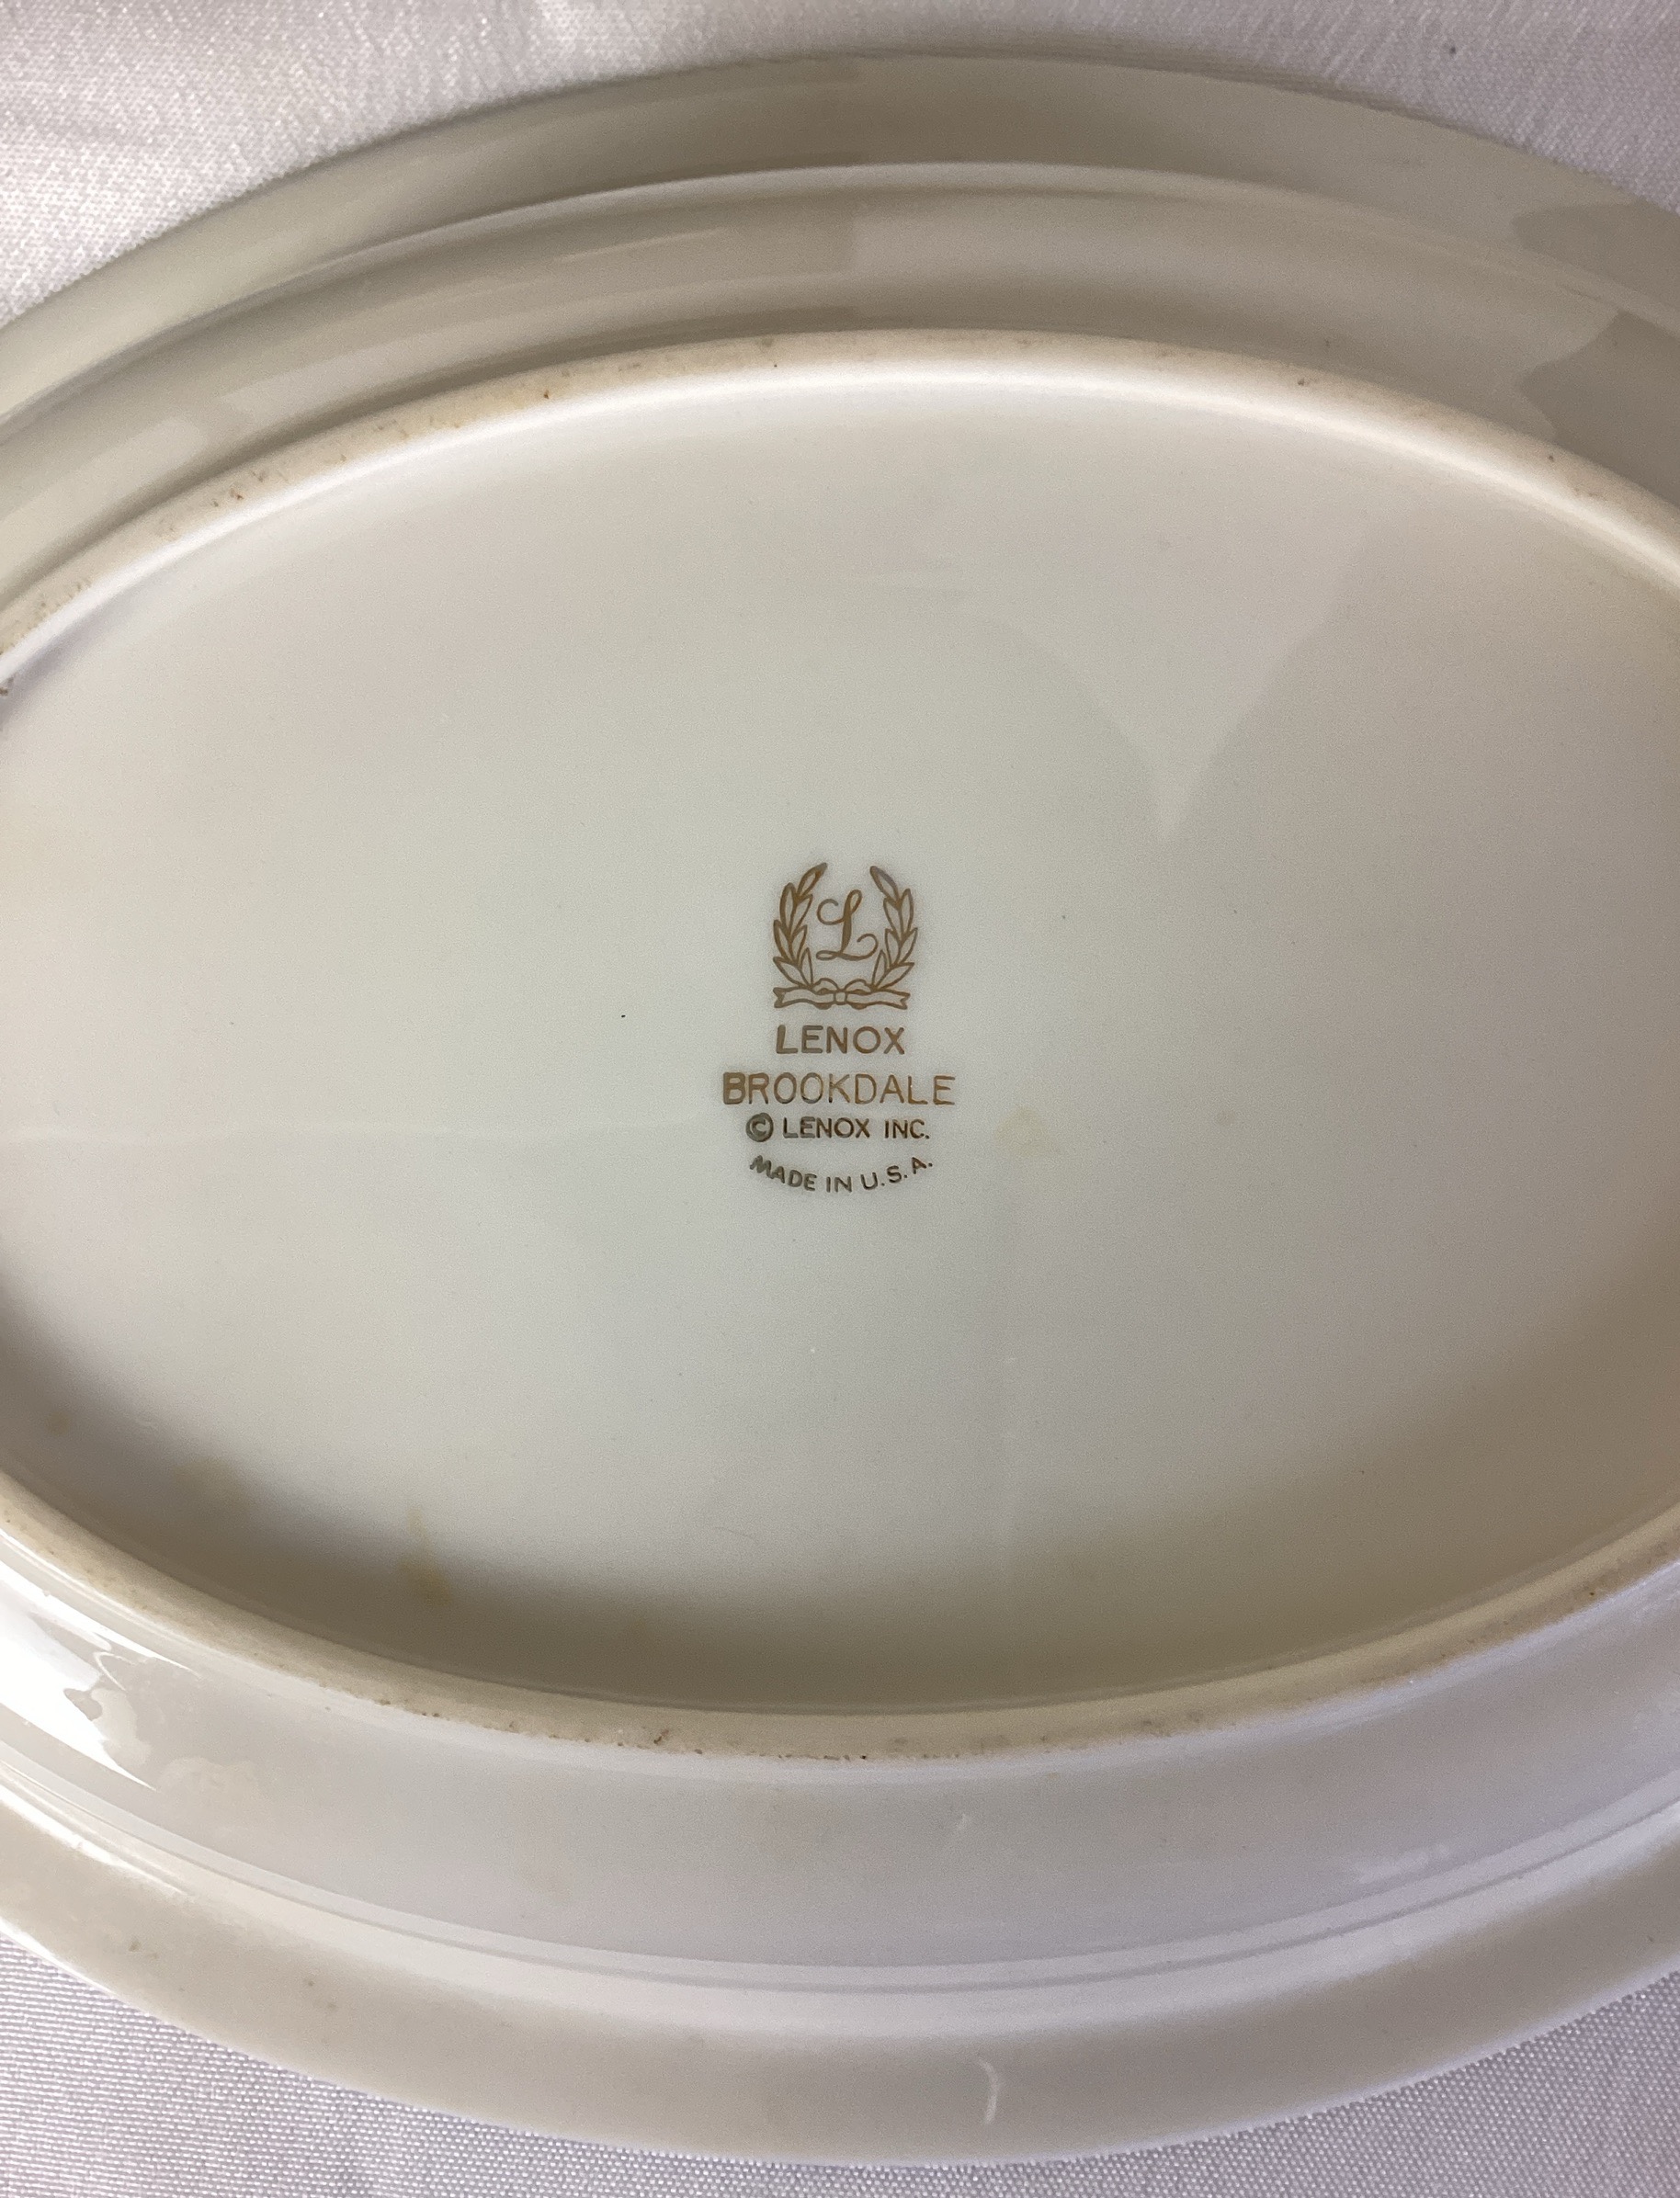 L
LENOX
BROOKDALE
© LENOX INC.
MADE IN U.S.A.